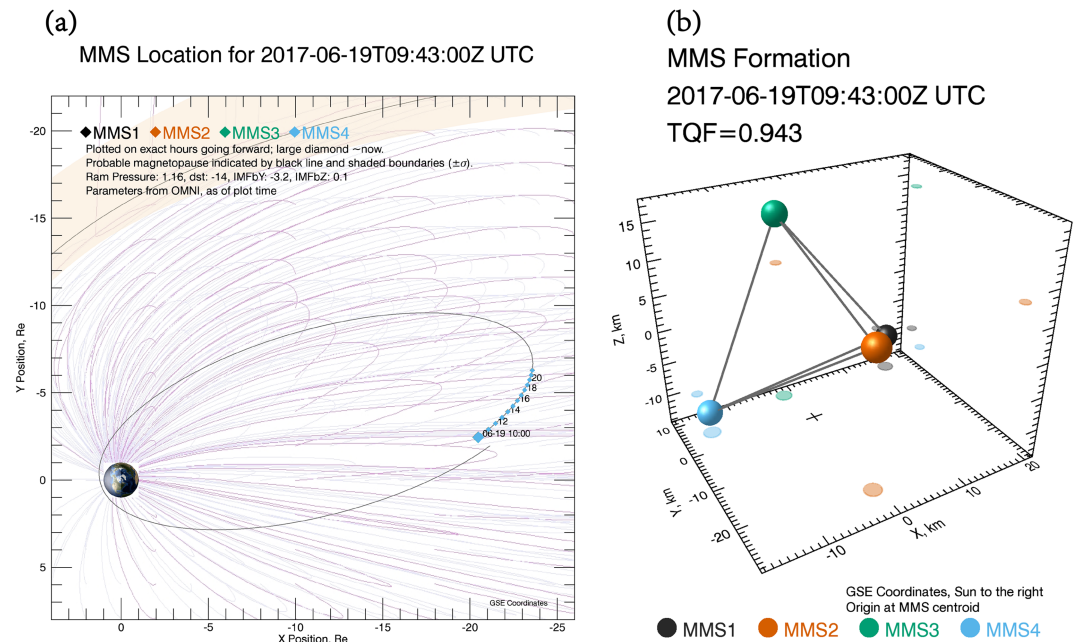 (a)
MMS Location for 2017-06-19T09:43:00Z UTC
MMS1 MMS2 MMS3 MMS4
Plotted on exact hours going forward; large diamond ~now.
Probable magnetopause indicated by black line and shaded boundaries (±σ).
Ram Pressure: 1.16, dst: -14, IMFbY: -3.2, IMFbZ: 0.1
Parameters from OMNI, as of plot time
-20
-15
-10
-5
0
5
Y Position, Re
20
18
16
14
12
06-19 10:00
GSE Coordinates
0 -5 -10 -15 -20 -25
X Position, Re
(b)
MMS Formation
2017-06-19T09:43:00Z UTC
TQF=0.943
15
10
5
0
-5
-10
Z, km
10
0
-10
-20
Y, km
-10
0
10
20
X, km
GSE Coordinates, Sun to the right
Origin at MMS centroid
MMS1 MMS2 MMS3 MMS4